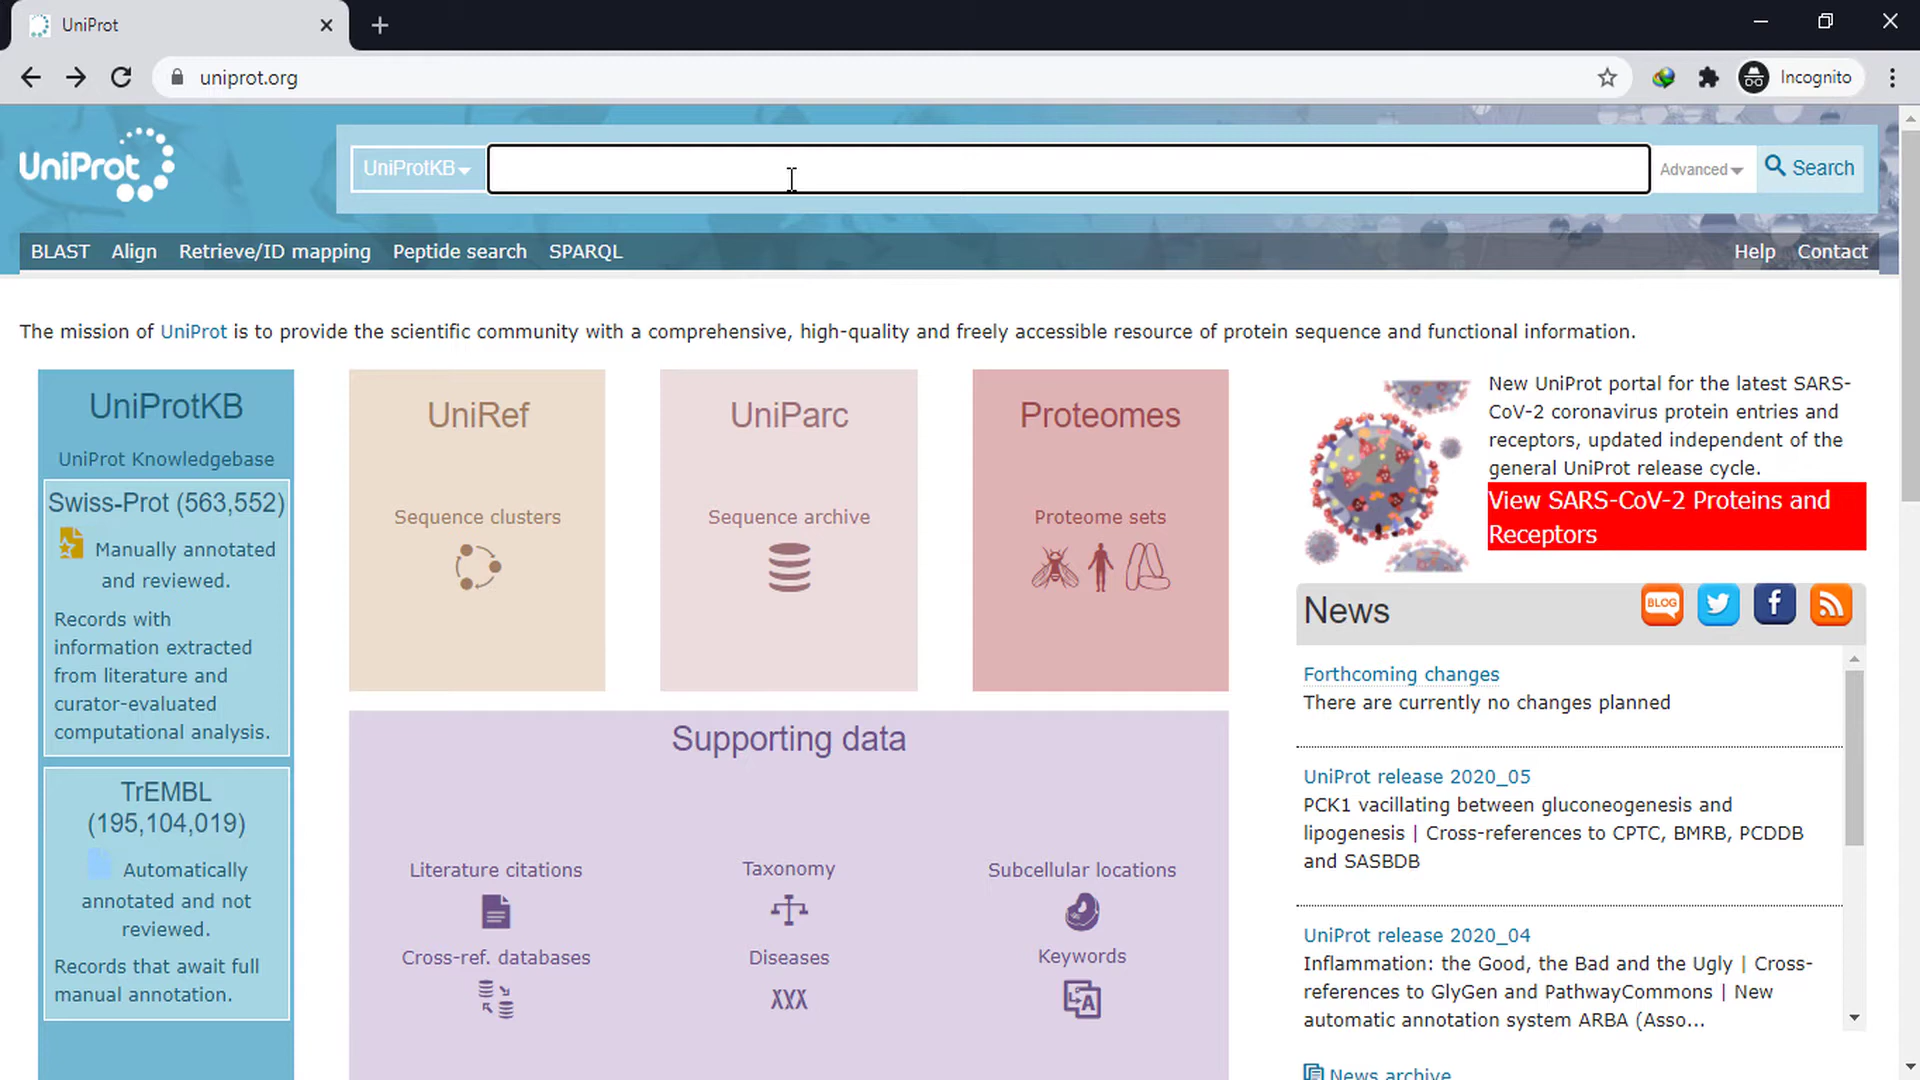 UniProt
uniprot.org
Incognito
UniProt
UniProtKB
Advanced
Search
BLAST
Align
Retrieve/ID mapping
Peptide search
SPARQL
Help
Contact
The mission of UniProt is to provide the scientific community with a comprehensive, high-quality and freely accessible resource of protein sequence and functional information.
UniProtKB
UniProt Knowledgebase
Swiss-Prot (563,552)
Manually annotated
and reviewed.
Records with
information extracted
from literature and
curator-evaluated
computational analysis.
TrEMBL
(195,104,019)
Automatically
annotated and not
reviewed.
Records that await full
manual annotation.
UniRef
Sequence clusters
UniParc
Sequence archive
Proteomes
Proteome sets
Supporting data
Literature citations
Taxonomy
Subcellular locations
Cross-ref. databases
Diseases
Keywords
XXX
A
New UniProt portal for the latest SARS-
CoV-2 coronavirus protein entries and
receptors, updated independent of the
general UniProt release cycle.
View SARS-CoV-2 Proteins and
Receptors
News
BLOG
Forthcoming changes
There are currently no changes planned
UniProt release 2020_05
PCK1 vacillating between gluconeogenesis and
lipogenesis | Cross-references to CPTC, BMRB, PCDDB
and SASBDB
UniProt release 2020_04
Inflammation: the Good, the Bad and the Ugly | Cross-
references to GlyGen and PathwayCommons | New
automatic annotation system ARBA (Asso...
News archive